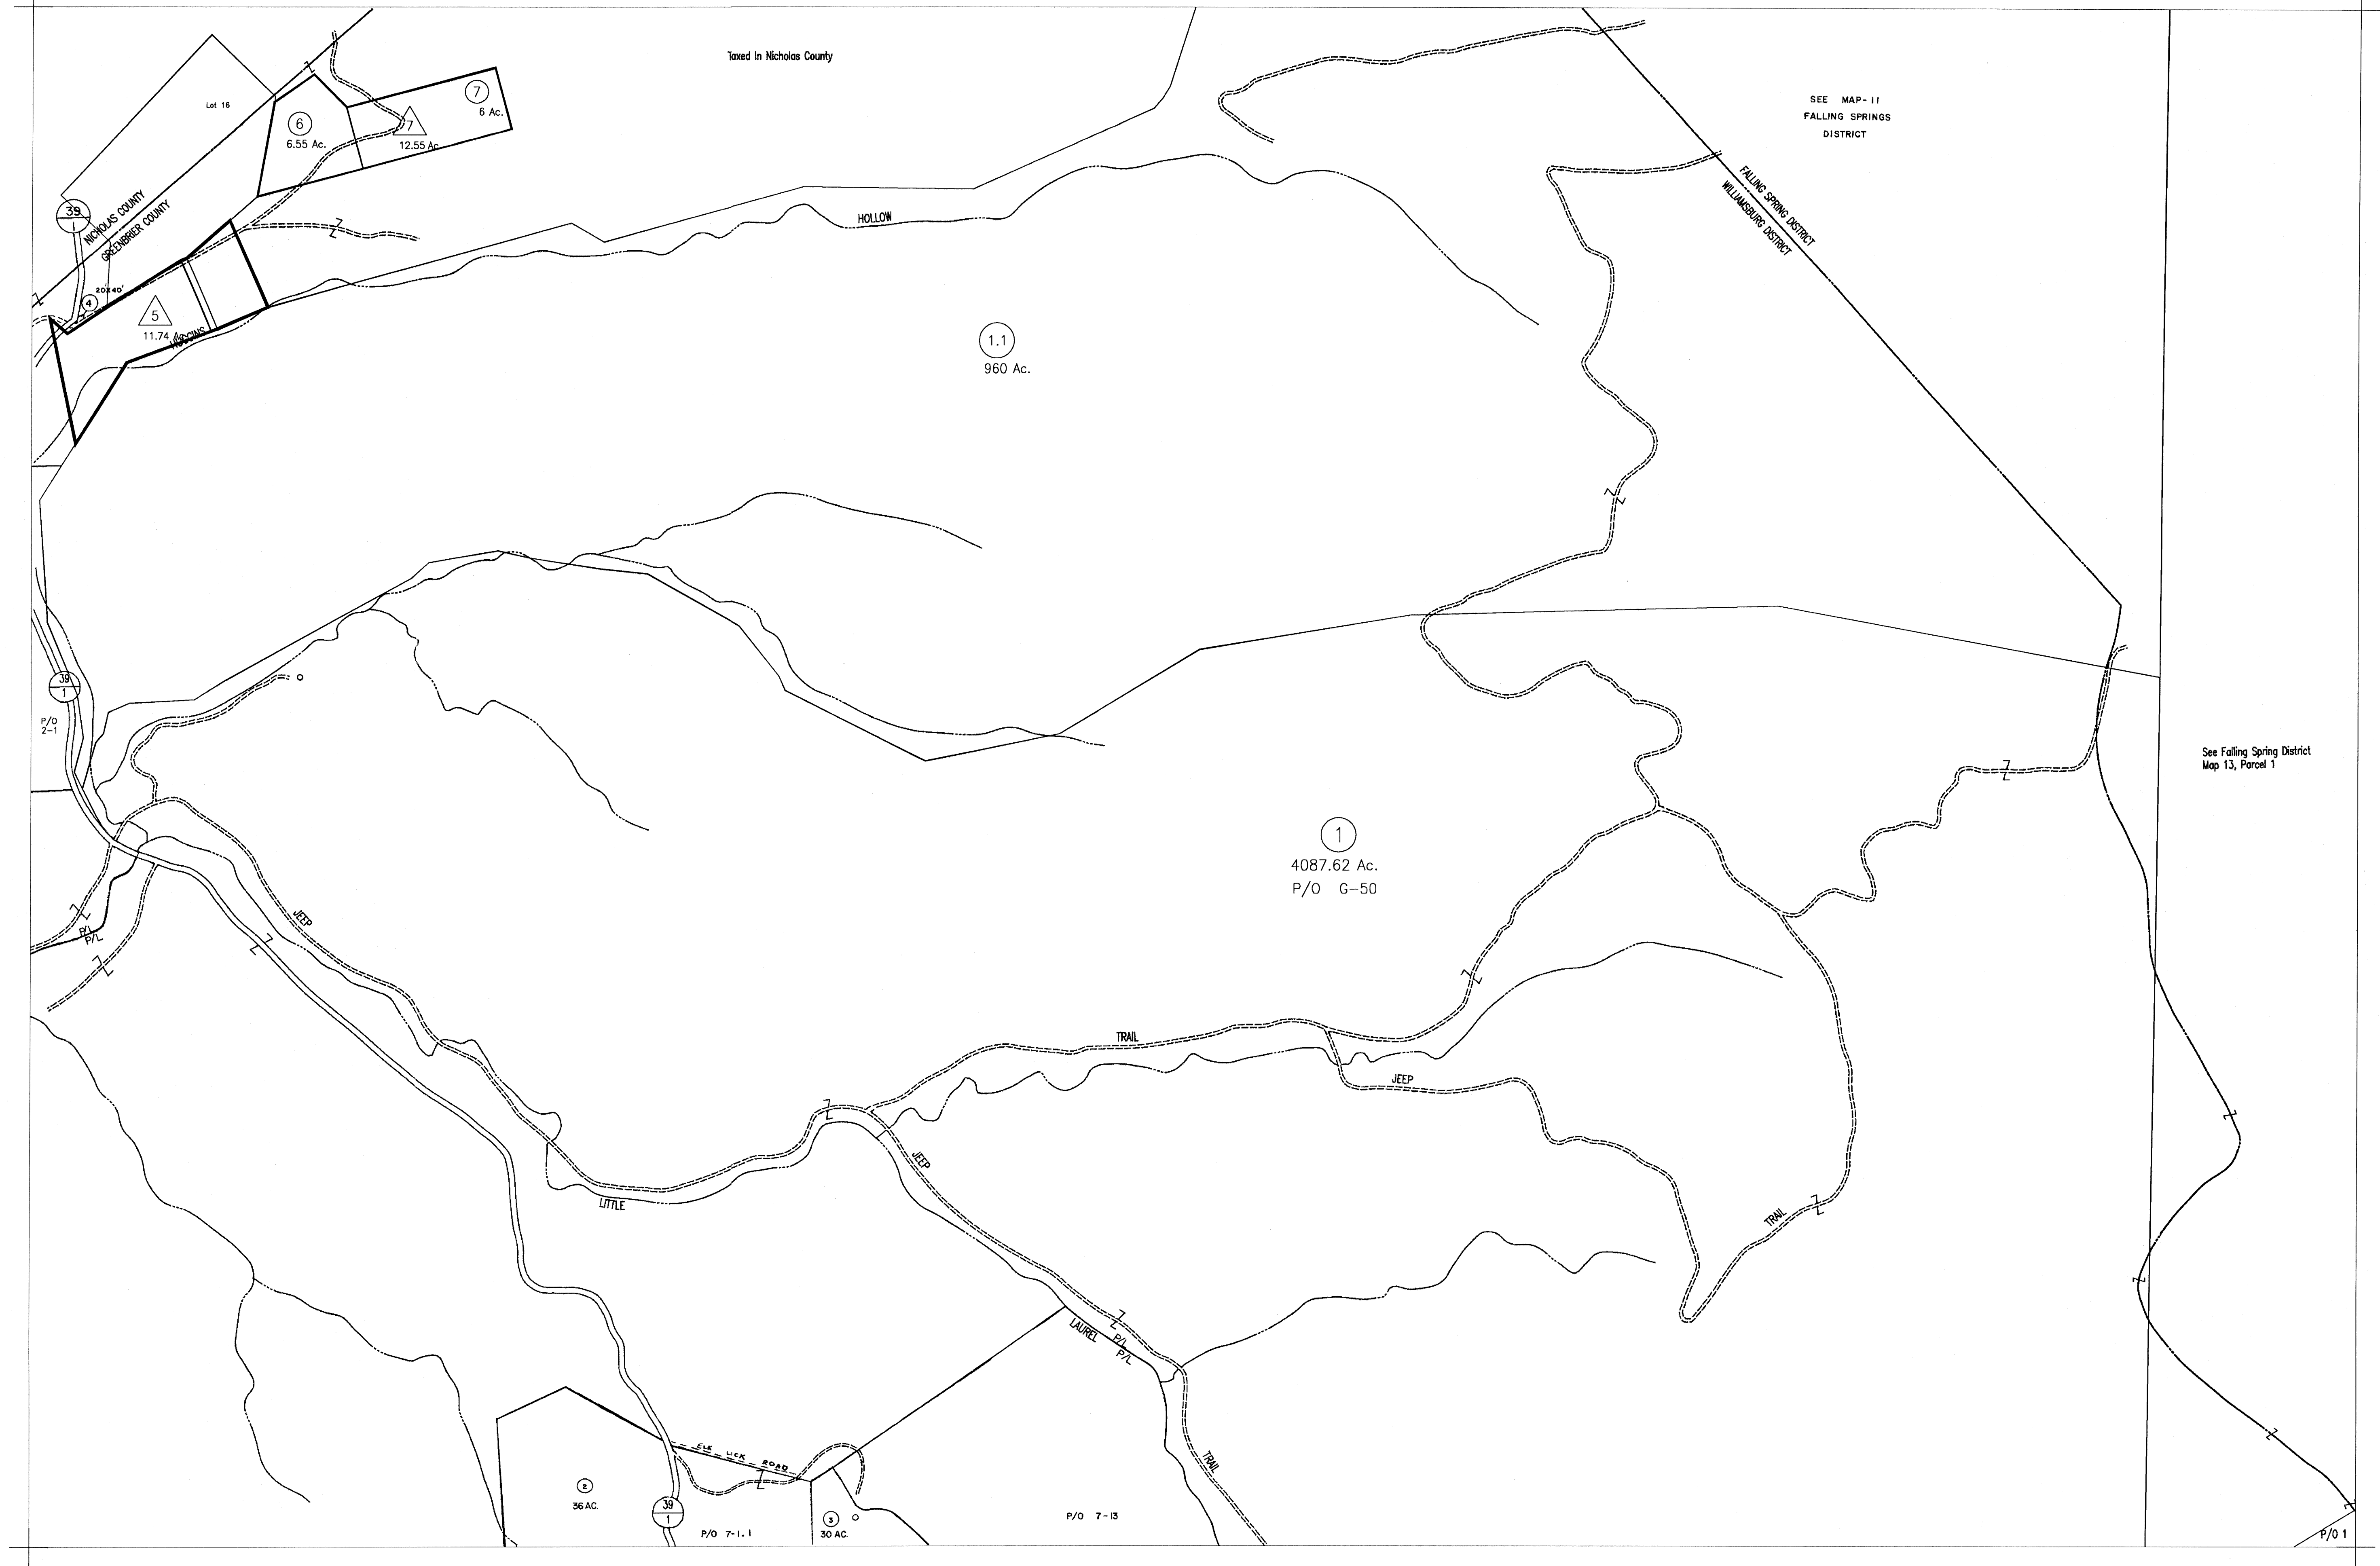 Taxed In Nicholas County
Lot 16
7
6 Ac.
6
6.55 Ac.
7
12.55 Ac
SEE MAP-11
FALLING SPRINGS
DISTRICT
FALLING SPRING DISTRICT
WILLIAMSBURG DISTRICT
39
1
NICHOLAS COUNTY
GREENBRIER COUNTY
HOLLOW
4
20'X40'
5
11.74 Ac
HUGGINS
1.1
960 Ac.
39
1
P/O
2-1
See Falling Spring District
Map 13, Parcel 1
1
4087.62 Ac.
P/O G-50
JEEP
P/L
P/L
TRAIL
JEEP
JEEP
LITTLE
TRAIL
LAUREL
P/L
P/L
ELK LICK ROAD
TRAIL
2
36 AC.
39
1
P/O 7-1.1
3
30 AC.
P/O 7-13
P/O 1